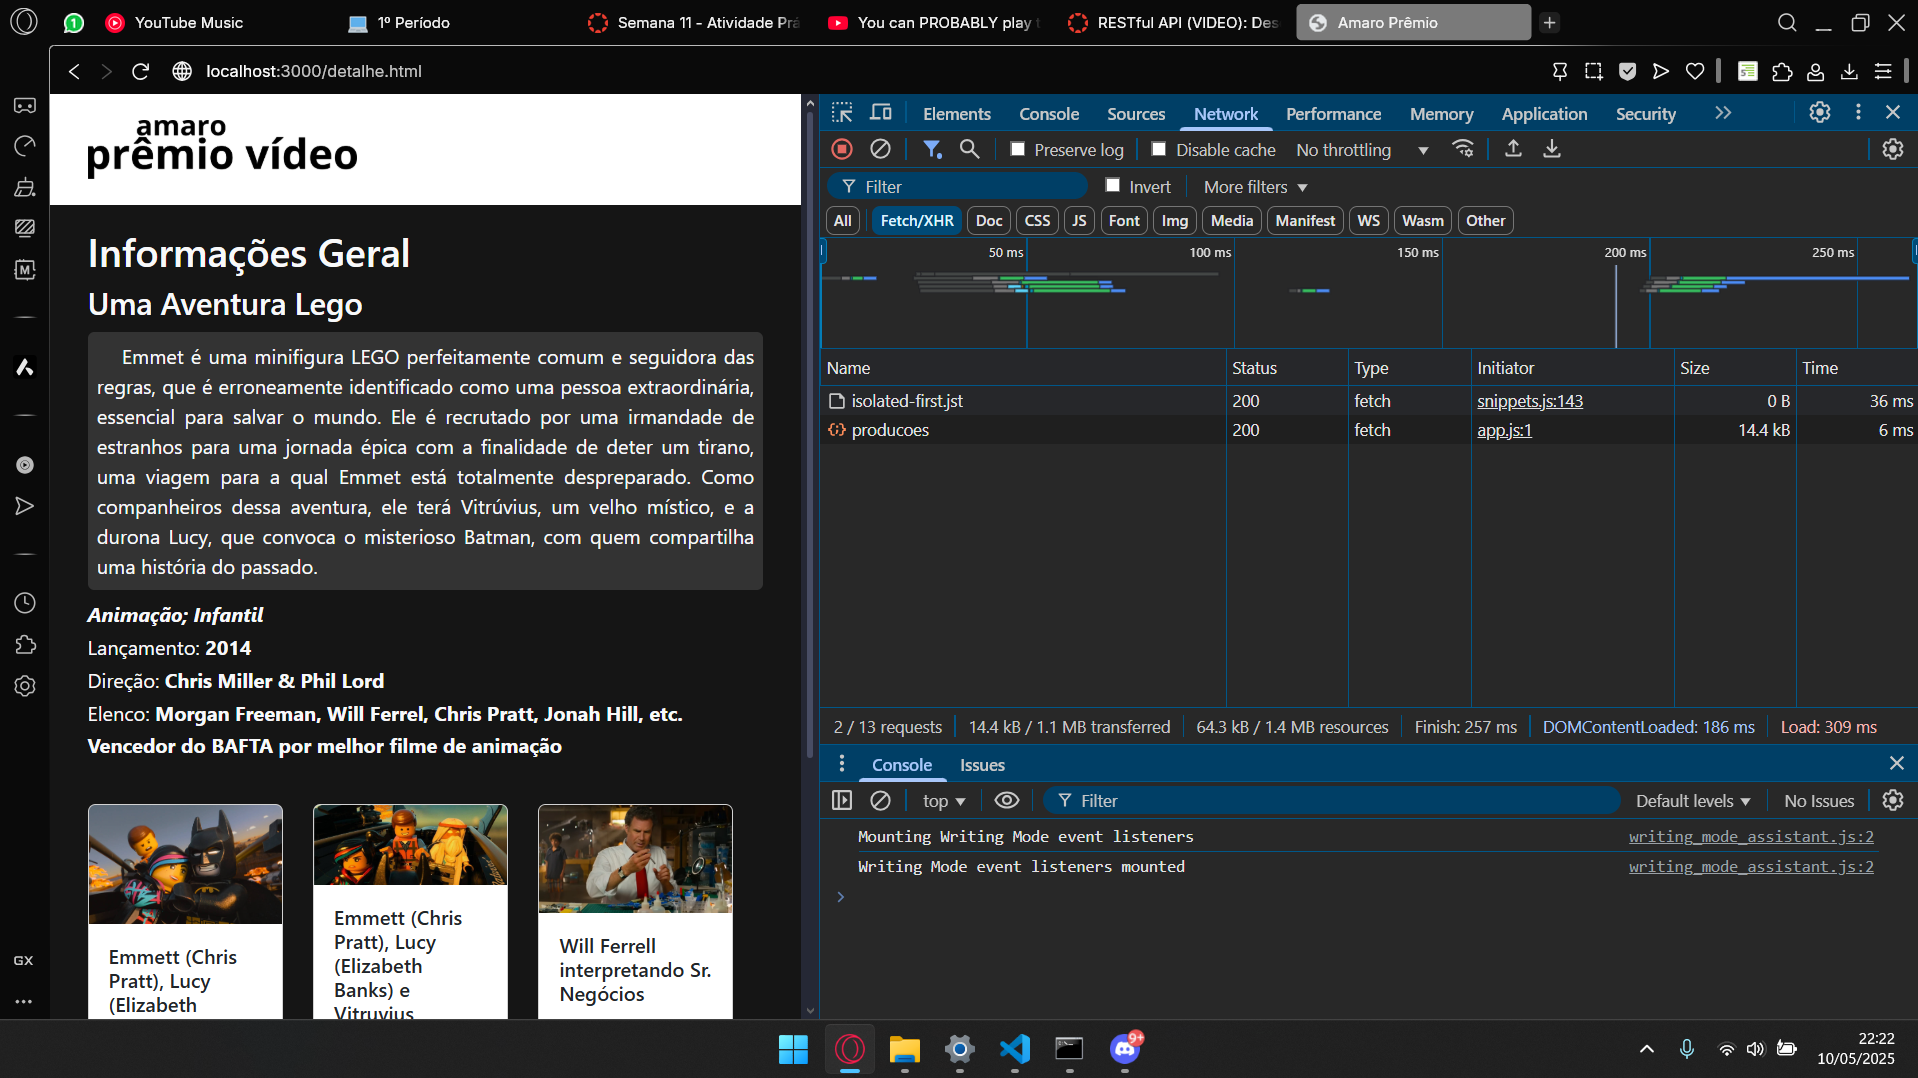 1
YouTube Music
1º Período
Semana 11 - Atividade Prá
You can PROBABLY play t
RESTful API (VIDEO): Des
Amaro Prêmio
localhost:3000/detalhe.html
amaro
prêmio vídeo
Informações Geral
Uma Aventura Lego
Emmet é uma minifigura LEGO perfeitamente comum e seguidora das
regras, que é erroneamente identificado como uma pessoa extraordinária,
essencial para salvar o mundo. Ele é recrutado por uma irmandade de
estranhos para uma jornada épica com a finalidade de deter um tirano,
uma viagem para a qual Emmet está totalmente despreparado. Como
companheiros dessa aventura, ele terá Vitrúvius, um velho místico, e a
durona Lucy, que convoca o misterioso Batman, com quem compartilha
uma história do passado.
Animação; Infantil
Lançamento: 2014
Direção: Chris Miller & Phil Lord
Elenco: Morgan Freeman, Will Ferrel, Chris Pratt, Jonah Hill, etc.
Vencedor do BAFTA por melhor filme de animação
Emmett (Chris
Pratt), Lucy
(Elizabeth
Emmett (Chris
Pratt), Lucy
(Elizabeth
Banks) e
Vitruvius
Will Ferrell
interpretando Sr.
Negócios
Elements Console Sources Network Performance Memory Application Security
Preserve log Disable cache No throttling
Filter Invert More filters
All Fetch/XHR Doc CSS JS Font Img Media Manifest WS Wasm Other
50 ms 100 ms 150 ms 200 ms 250 ms
Name Status Type Initiator Size Time
isolated-first.jst 200 fetch snippets.js:143 0 B 36 ms
producoes 200 fetch app.js:1 14.4 kB 6 ms
2 / 13 requests 14.4 kB / 1.1 MB transferred 64.3 kB / 1.4 MB resources Finish: 257 ms DOMContentLoaded: 186 ms Load: 309 ms
Console Issues
top Filter Default levels No Issues
Mounting Writing Mode event listeners writing_mode_assistant.js:2
Writing Mode event listeners mounted writing_mode_assistant.js:2
M
GX
9+
22:22
10/05/2025